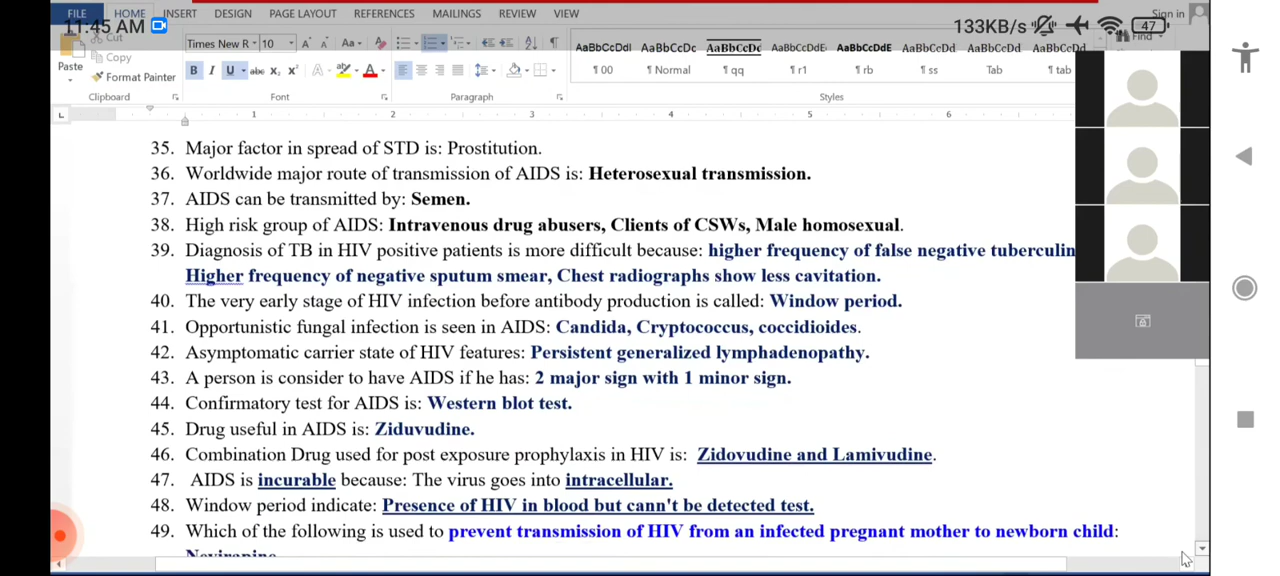 FILE HOME INSERT DESIGN PAGE LAYOUT REFERENCES MAILINGS REVIEW VIEW Sign in
11:45 AM 133KB/s 47
Cut Times New R 10 Aa Find
Paste Copy
Format Painter B I U abc X₂ X² A A
AaBbCcDdI AaBbCcDc AaBbCcDc AaBbCcDdE AaBbCcDdE AaBbCcDd AaBbCcDd AaBbCcDd
¶ 00 ¶ Normal ¶ qq ¶ r1 ¶ rb ¶ ss Tab ¶ tab
Clipboard Font Paragraph Styles
1 2 3 4 5 6
35. Major factor in spread of STD is: Prostitution.
36. Worldwide major route of transmission of AIDS is: Heterosexual transmission.
37. AIDS can be transmitted by: Semen.
38. High risk group of AIDS: Intravenous drug abusers, Clients of CSWs, Male homosexual.
39. Diagnosis of TB in HIV positive patients is more difficult because: higher frequency of false negative tuberculin
Higher frequency of negative sputum smear, Chest radiographs show less cavitation.
40. The very early stage of HIV infection before antibody production is called: Window period.
41. Opportunistic fungal infection is seen in AIDS: Candida, Cryptococcus, coccidioides.
42. Asymptomatic carrier state of HIV features: Persistent generalized lymphadenopathy.
43. A person is consider to have AIDS if he has: 2 major sign with 1 minor sign.
44. Confirmatory test for AIDS is: Western blot test.
45. Drug useful in AIDS is: Ziduvudine.
46. Combination Drug used for post exposure prophylaxis in HIV is: Zidovudine and Lamivudine.
47. AIDS is incurable because: The virus goes into intracellular.
48. Window period indicate: Presence of HIV in blood but cann't be detected test.
49. Which of the following is used to prevent transmission of HIV from an infected pregnant mother to newborn child:
Nevirapine